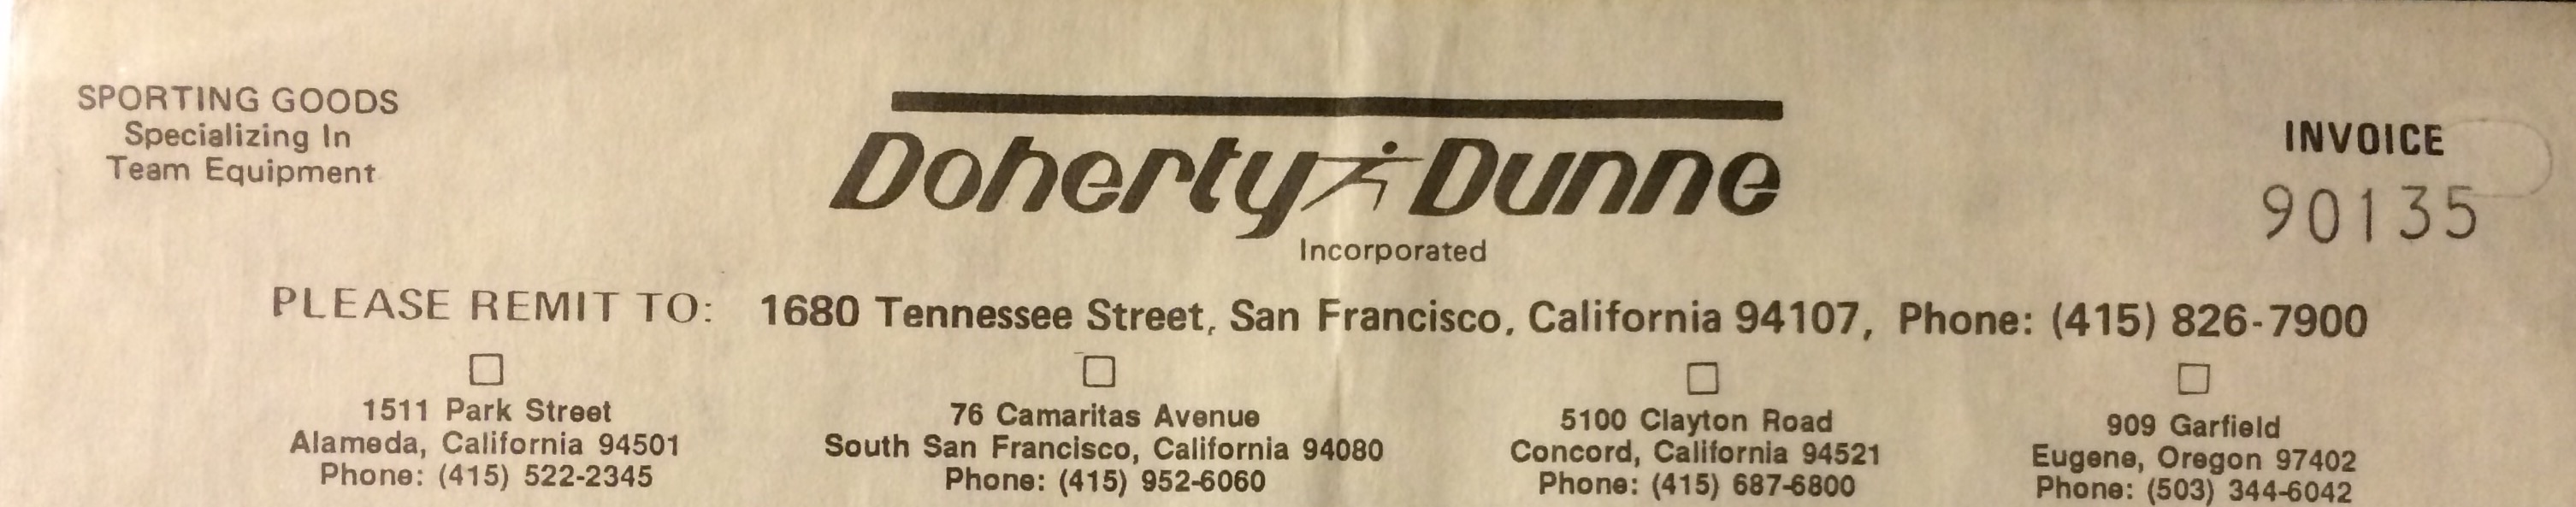 SPORTING GOODS
Specializing In
Team Equipment
Doherty Dunne
Incorporated
INVOICE
90135
PLEASE REMIT TO: 1680 Tennessee Street, San Francisco, California 94107, Phone: (415) 826-7900
1511 Park Street
Alameda, California 94501
Phone: (415) 522-2345
76 Camaritas Avenue
South San Francisco, California 94080
Phone: (415) 952-6060
5100 Clayton Road
Concord, California 94521
Phone: (415) 687-6800
909 Garfield
Eugene, Oregon 97402
Phone: (503) 344-6042